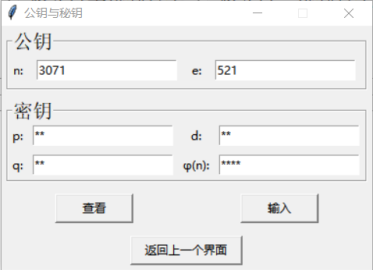 公钥与秘钥
公钥
n: 3071 e: 521
密钥
p: ** d: **
q: ** φ(n): ****
查看 输入
返回上一个界面